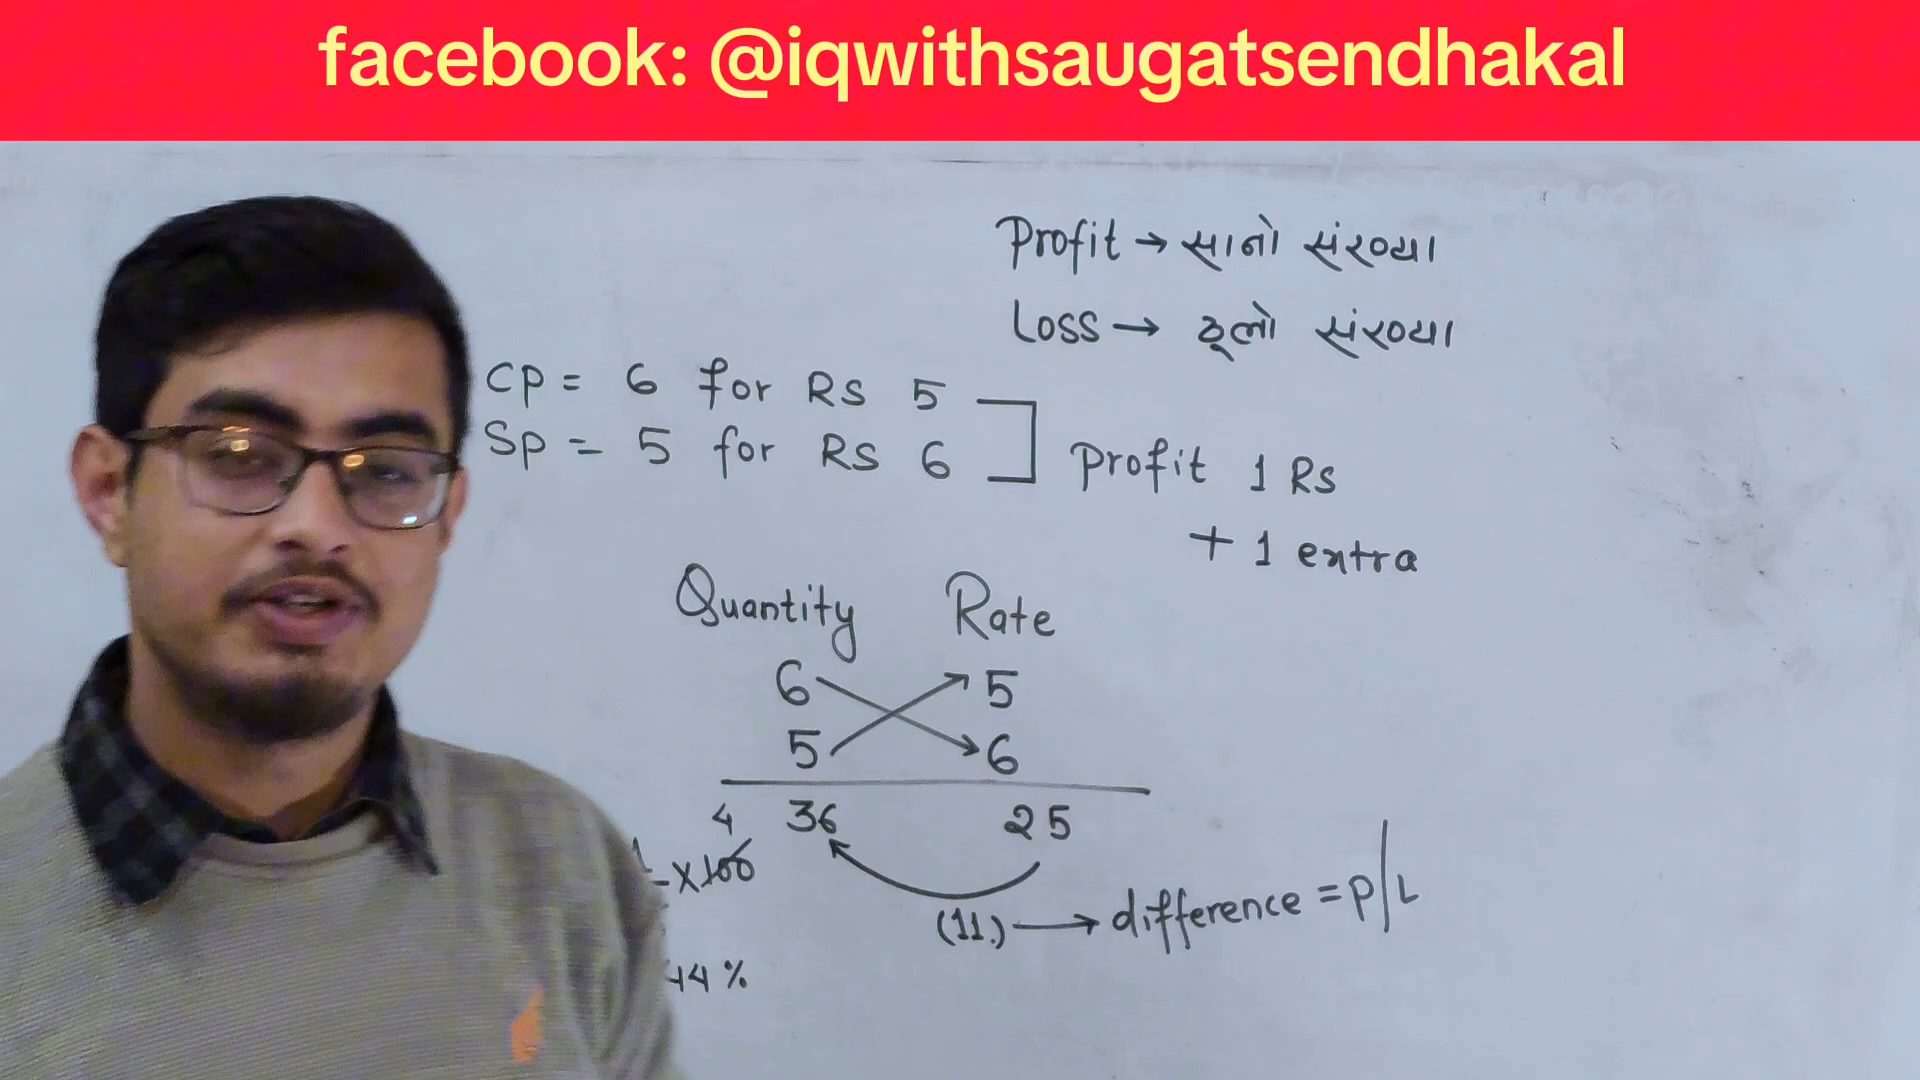 facebook: @iqwithsaugatsendhakal
Profit → सानो संख्या
Loss → ठूलो संख्या
CP = 6 for RS 5
SP = 5 for RS 6
Profit 1 Rs
+ 1 extra
Quantity Rate
6 5
5 6
36 25
4
x100
(11) → difference = P/L
44 %